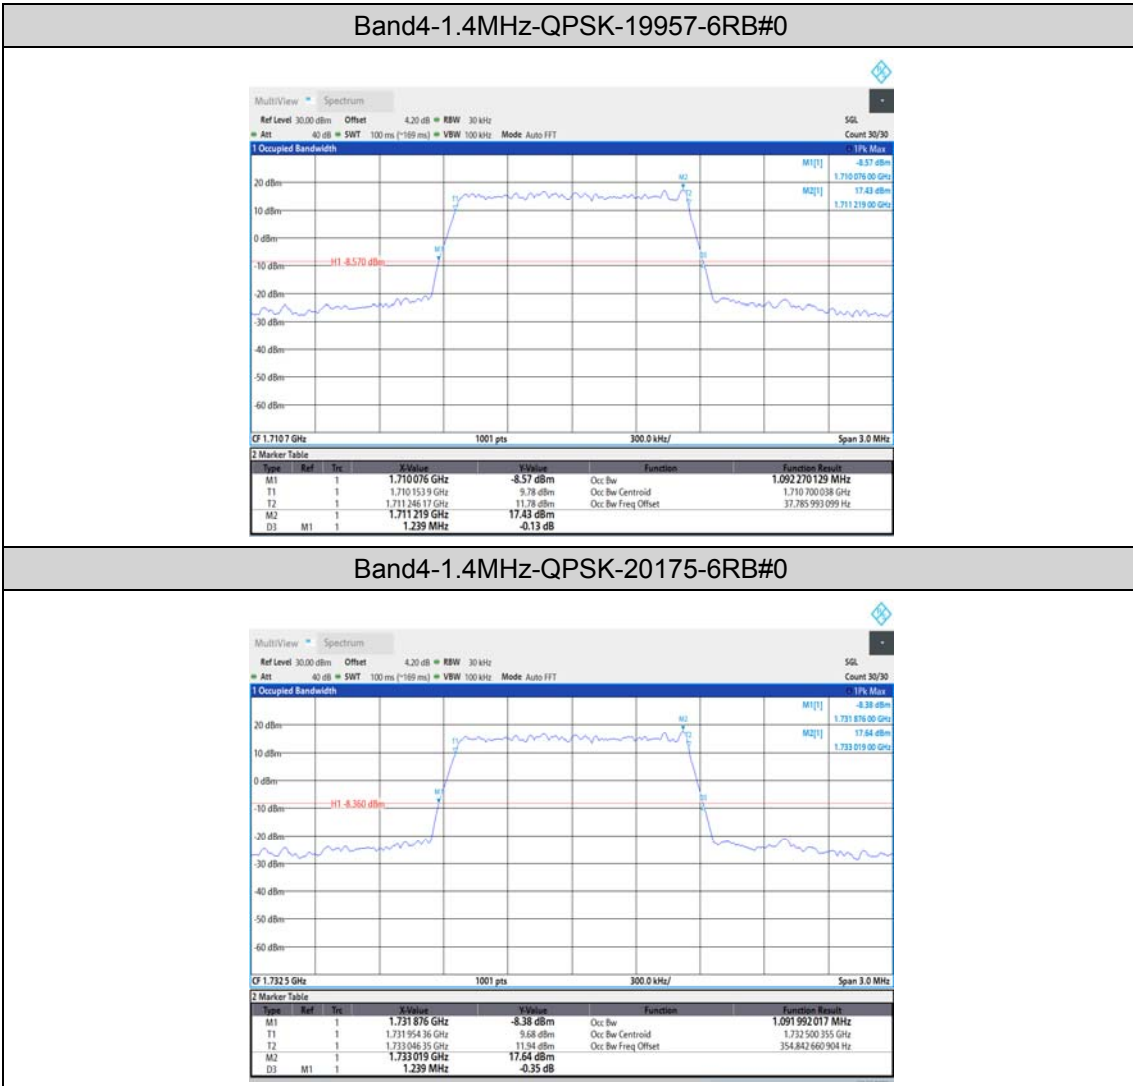 Band4-1.4MHz-QPSK-19957-6RB#0
MultiView Spectrum
Ref Level 30.00 dBm Offset 4.20 dB RBW 30 kHz SGL
Att 40 dB SWT 100 ms (~169 ms) VBW 100 kHz Mode Auto FFT Count 30/30
1 Occupied Bandwidth 1Pk Max
M1[1] -8.57 dBm
1.710 076 00 GHz
M2[1] 17.43 dBm
1.711 219 00 GHz
M2
20 dBm
T1 T2
10 dBm
0 dBm
M1 D3
H1 -8.570 dBm
-10 dBm
-20 dBm
-30 dBm
-40 dBm
-50 dBm
-60 dBm
CF 1.710 7 GHz 1001 pts 300.0 kHz/ Span 3.0 MHz
2 Marker Table
Type Ref Trc X-Value Y-Value Function Function Result
M1 1 1.710 076 GHz -8.57 dBm Occ Bw 1.092 270 129 MHz
T1 1 1.710 153 9 GHz 9.78 dBm Occ Bw Centroid 1.710 700 038 GHz
T2 1 1.711 246 17 GHz 11.78 dBm Occ Bw Freq Offset 37.785 993 099 Hz
M2 1 1.711 219 GHz 17.43 dBm
D3 M1 1 1.239 MHz -0.13 dB
Band4-1.4MHz-QPSK-20175-6RB#0
MultiView Spectrum
Ref Level 30.00 dBm Offset 4.20 dB RBW 30 kHz SGL
Att 40 dB SWT 100 ms (~169 ms) VBW 100 kHz Mode Auto FFT Count 30/30
1 Occupied Bandwidth 1Pk Max
M1[1] -8.38 dBm
1.731 876 00 GHz
M2[1] 17.64 dBm
1.733 019 00 GHz
M2
20 dBm
T1 T2
10 dBm
0 dBm
M1 D3
H1 -8.360 dBm
-10 dBm
-20 dBm
-30 dBm
-40 dBm
-50 dBm
-60 dBm
CF 1.732 5 GHz 1001 pts 300.0 kHz/ Span 3.0 MHz
2 Marker Table
Type Ref Trc X-Value Y-Value Function Function Result
M1 1 1.731 876 GHz -8.38 dBm Occ Bw 1.091 992 017 MHz
T1 1 1.731 954 36 GHz 9.68 dBm Occ Bw Centroid 1.732 500 355 GHz
T2 1 1.733 046 35 GHz 11.94 dBm Occ Bw Freq Offset 354.842 660 904 Hz
M2 1 1.733 019 GHz 17.64 dBm
D3 M1 1 1.239 MHz -0.35 dB